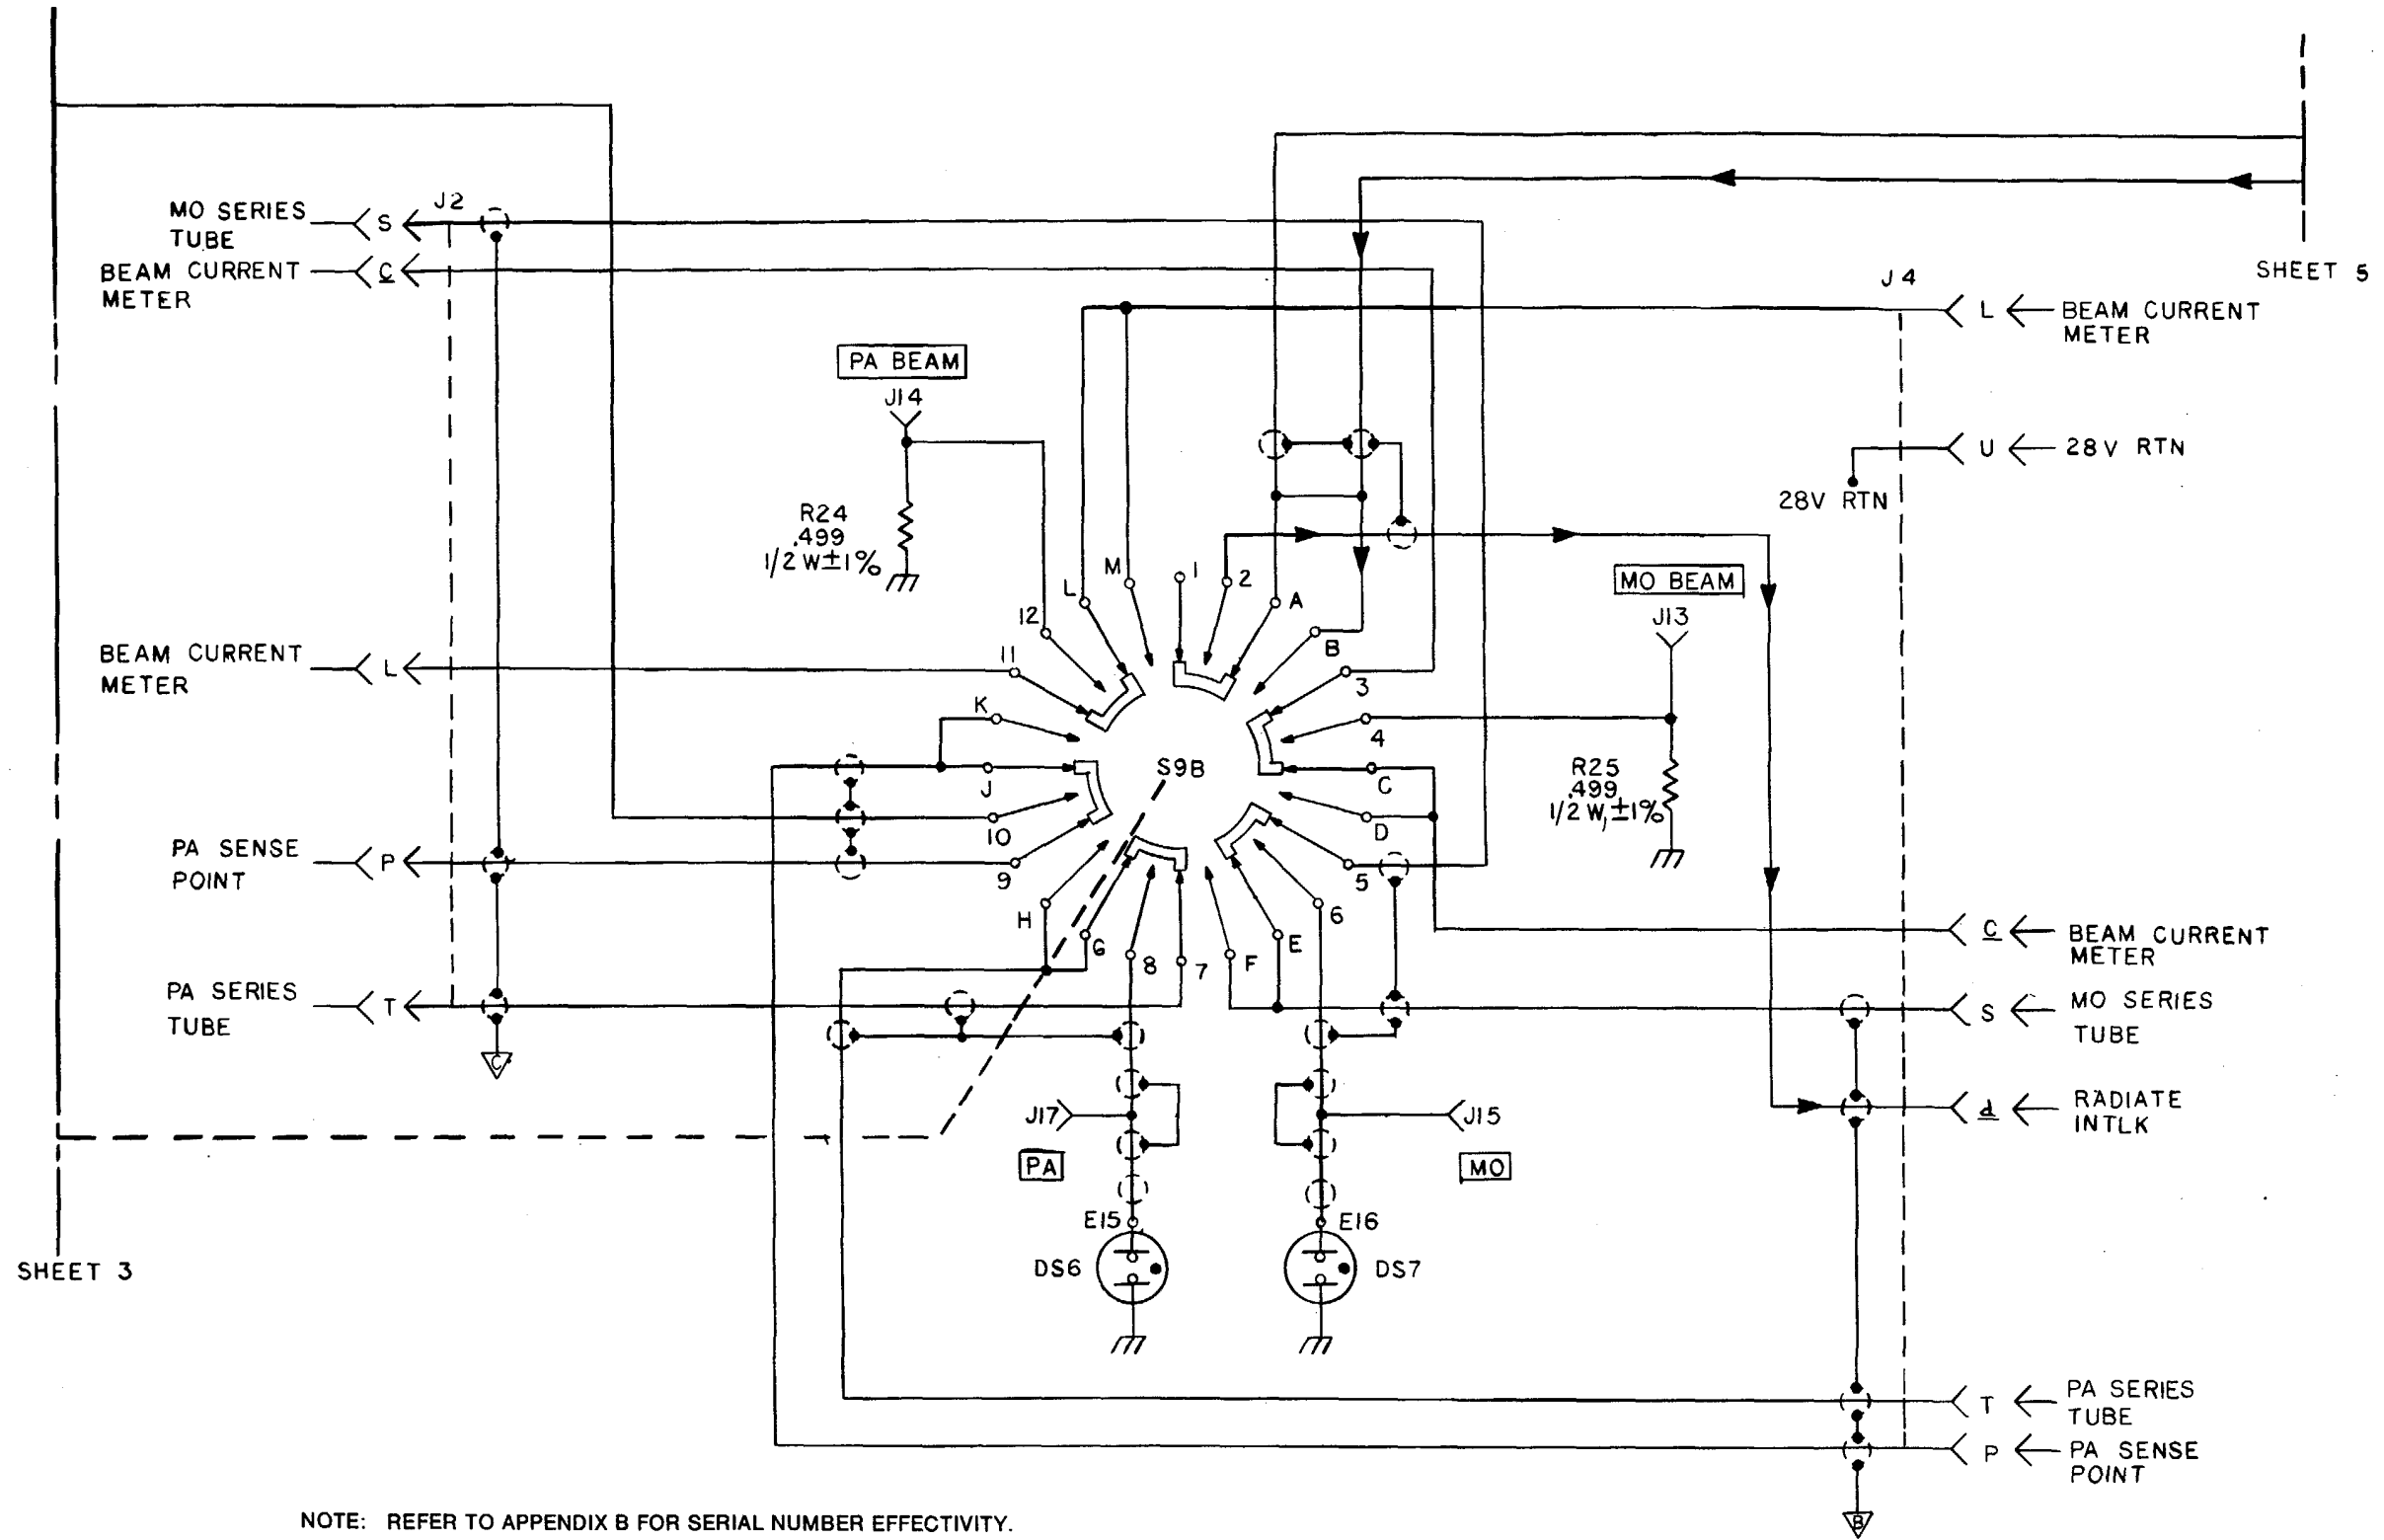 MO SERIES
TUBE
S
J2
BEAM CURRENT
METER
C
SHEET 5
J4
L
BEAM CURRENT
METER
PA BEAM
J14
U
28V RTN
28V RTN
R24
.499
1/2 W±1%
MO BEAM
J13
M
L
1
2
A
12
B
11
3
K
4
BEAM CURRENT
METER
L
S9B
R25
.499
1/2 W,±1%
J
C
10
D
9
5
PA SENSE
POINT
P
H
G
8
7
F
E
6
C
BEAM CURRENT
METER
PA SERIES
TUBE
T
S
MO SERIES
TUBE
C
J17
J15
d
RADIATE
INTLK
PA
MO
E15
E16
DS6
DS7
SHEET 3
T
PA SERIES
TUBE
P
PA SENSE
POINT
B
NOTE: REFER TO APPENDIX B FOR SERIAL NUMBER EFFECTIVITY.